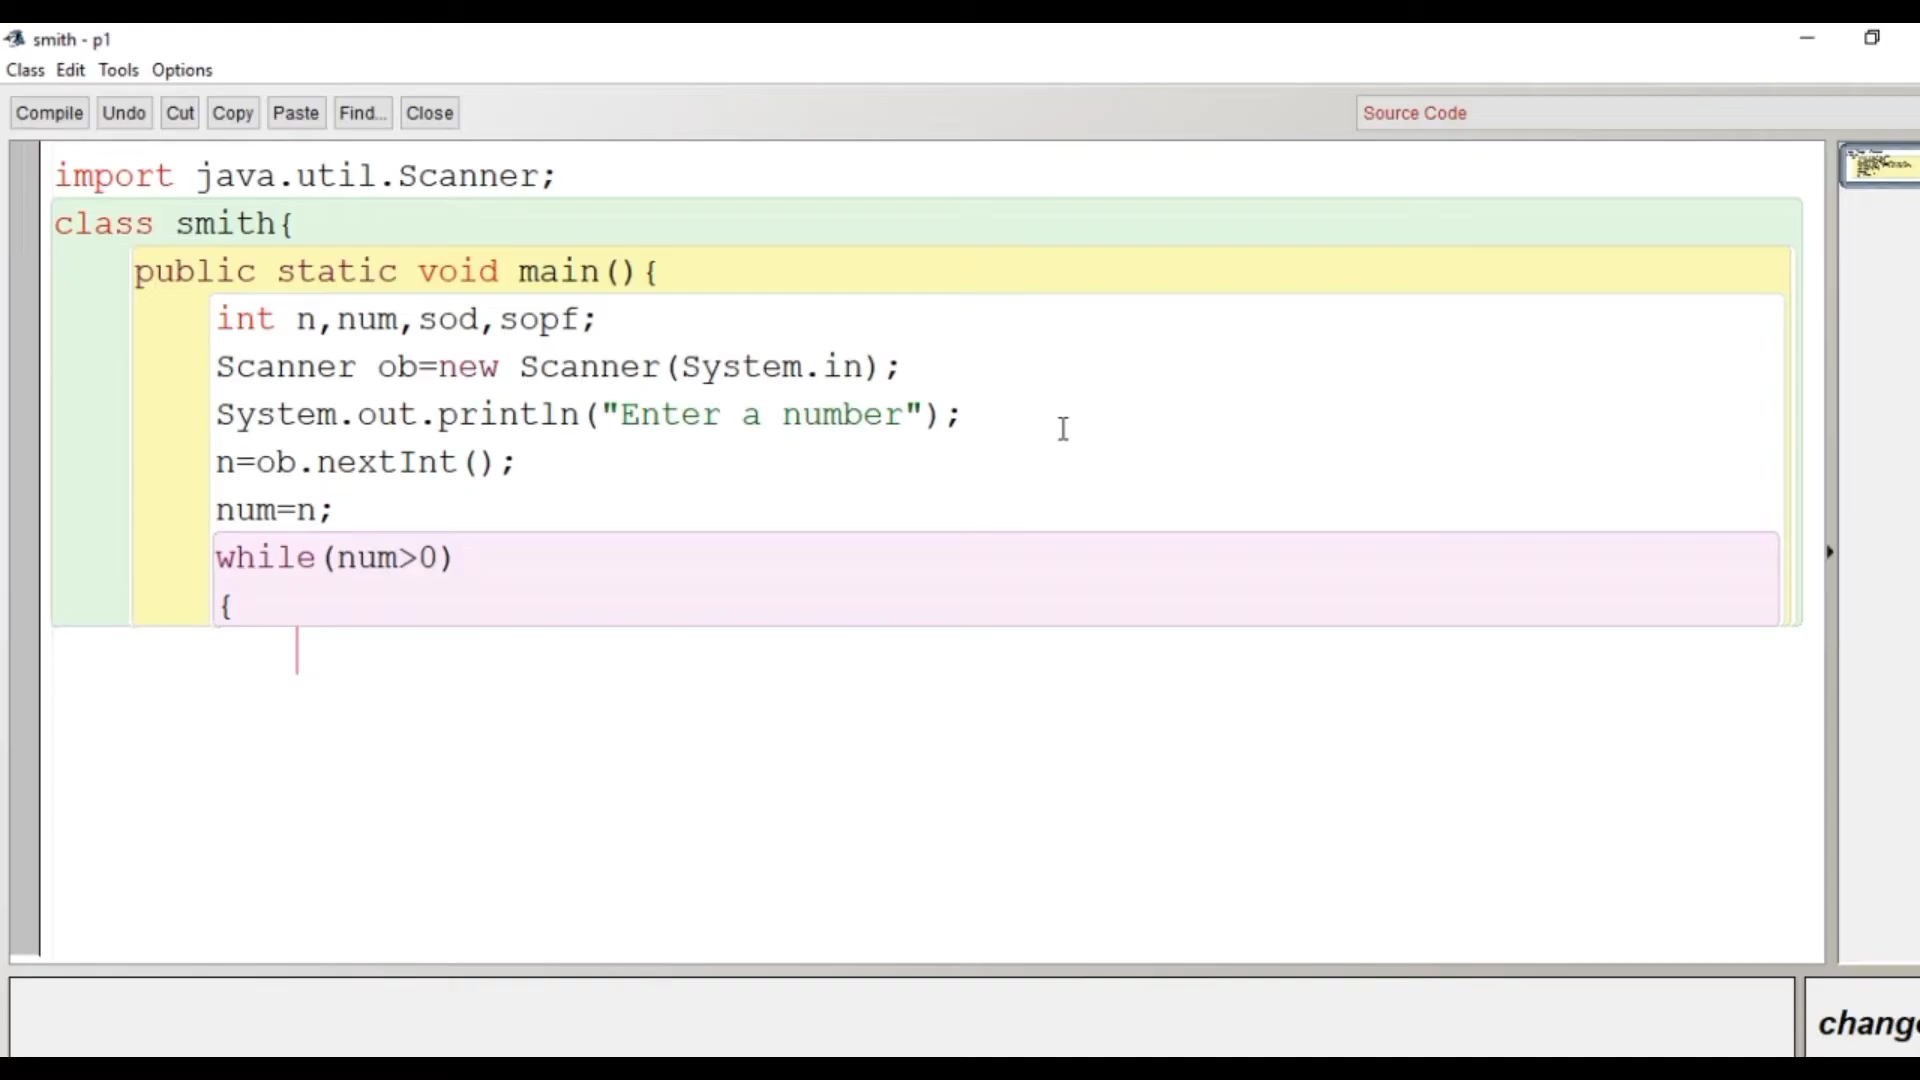 smith - p1
Class Edit Tools Options
Compile Undo Cut Copy Paste Find... Close Source Code
import java.util.Scanner;
class smith{
public static void main(){
int n,num,sod,sopf;
Scanner ob=new Scanner(System.in);
System.out.println("Enter a number");
n=ob.nextInt();
num=n;
while(num>0)
{
change